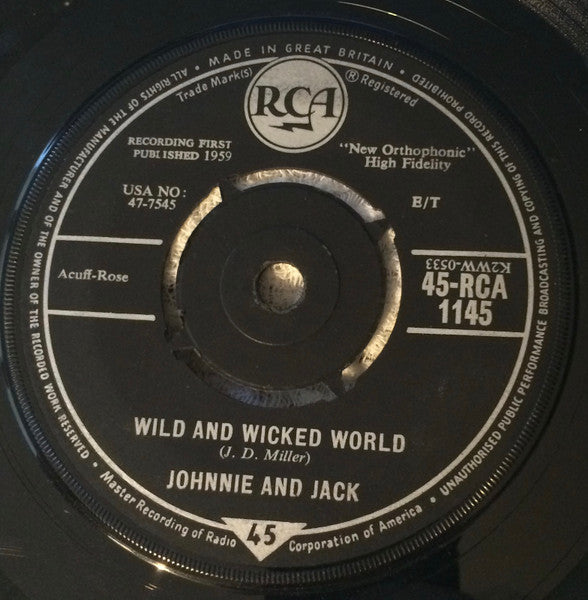 MADE IN GREAT BRITAIN • ALL RIGHTS OF THE MANUFACTURER AND OF THE OWNER OF THE RECORDED WORK RESERVED • UNAUTHORISED PUBLIC PERFORMANCE BROADCASTING AND COPYING OF THIS RECORD PROHIBITED
Trade Mark(s) ® Registered
RCA
RECORDING FIRST
PUBLISHED 1959
"New Orthophonic"
High Fidelity
USA NO:
47-7545
E/T
Acuff-Rose
K2WW-0533
45-RCA
1145
WILD AND WICKED WORLD
(J. D. Miller)
JOHNNIE AND JACK
Master Recording of Radio Corporation of America
45